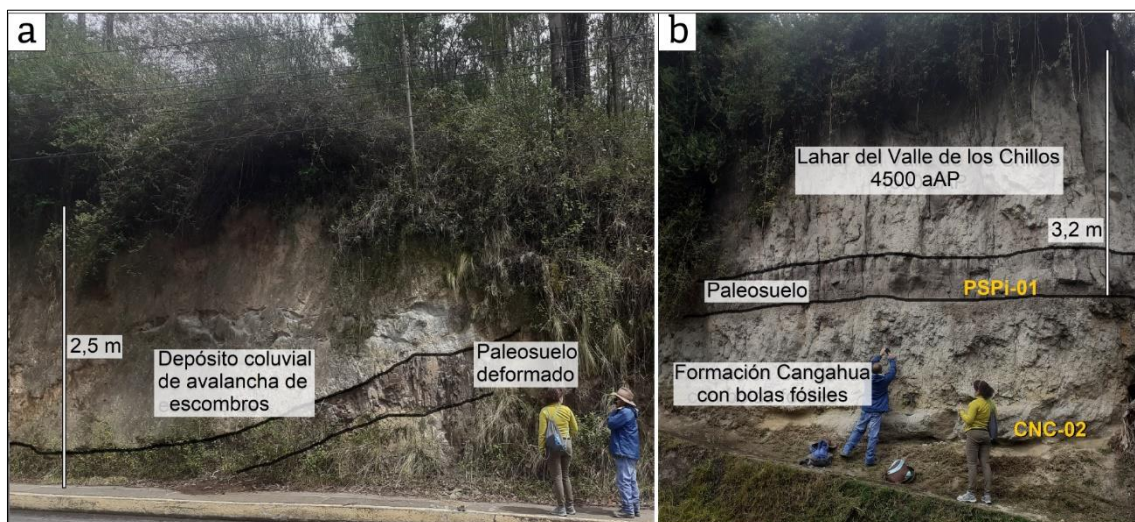 a
2,5 m
Depósito coluvial
de avalancha de
escombros
Paleosuelo
deformado
b
Lahar del Valle de los Chillos
4500 aAP
3,2 m
Paleosuelo
PSPi-01
Formación Cangahua
con bolas fósiles
CNC-02